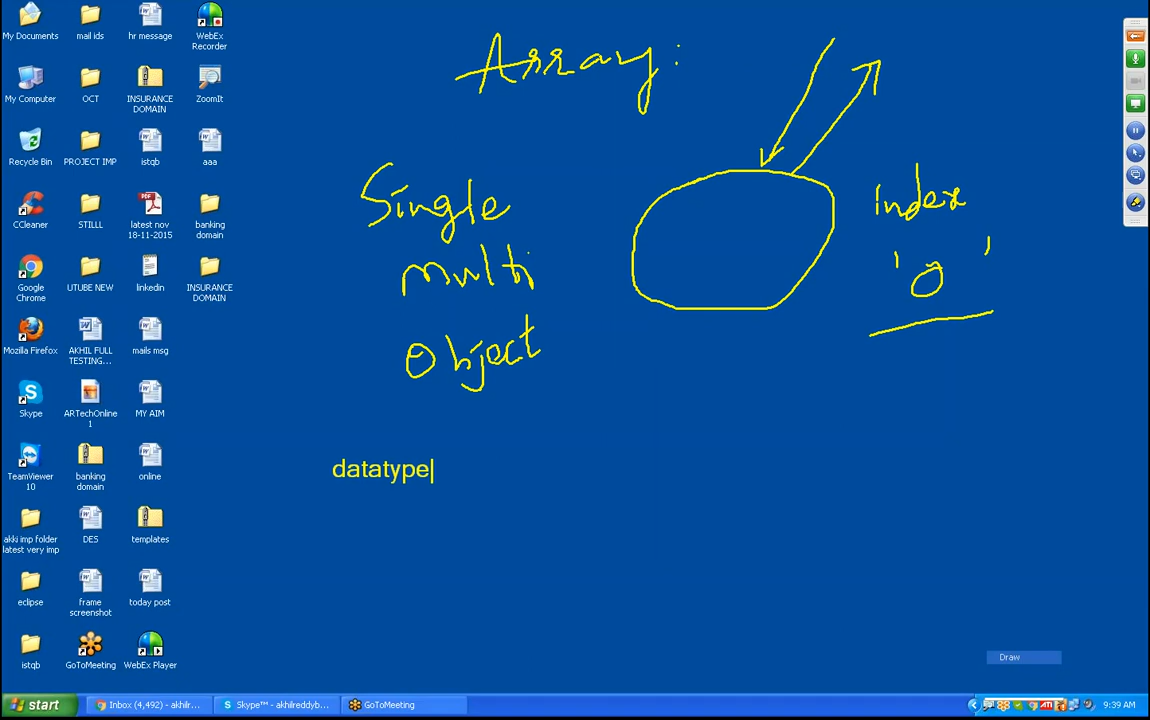 My Documents
mail ids
hr message
WebEx
Recorder
My Computer
OCT
INSURANCE
DOMAIN
ZoomIt
Recycle Bin
PROJECT IMP
istqb
aaa
CCleaner
STILLL
latest nov
18-11-2015
banking
domain
Google
Chrome
UTUBE NEW
linkedin
INSURANCE
DOMAIN
Mozilla Firefox
AKHIL FULL
TESTING...
mails msg
Skype
ARTechOnline
1
MY AIM
TeamViewer
10
banking
domain
online
akki imp folder
latest very imp
DES
templates
eclipse
frame
screenshot
today post
istqb
GoToMeeting
WebEx Player
Array:
Single
multi
object
index
'0'
datatype
Draw
start
Inbox (4,492) - akhilr...
Skype™ - akhilreddyb...
GoToMeeting
ATI
9:39 AM